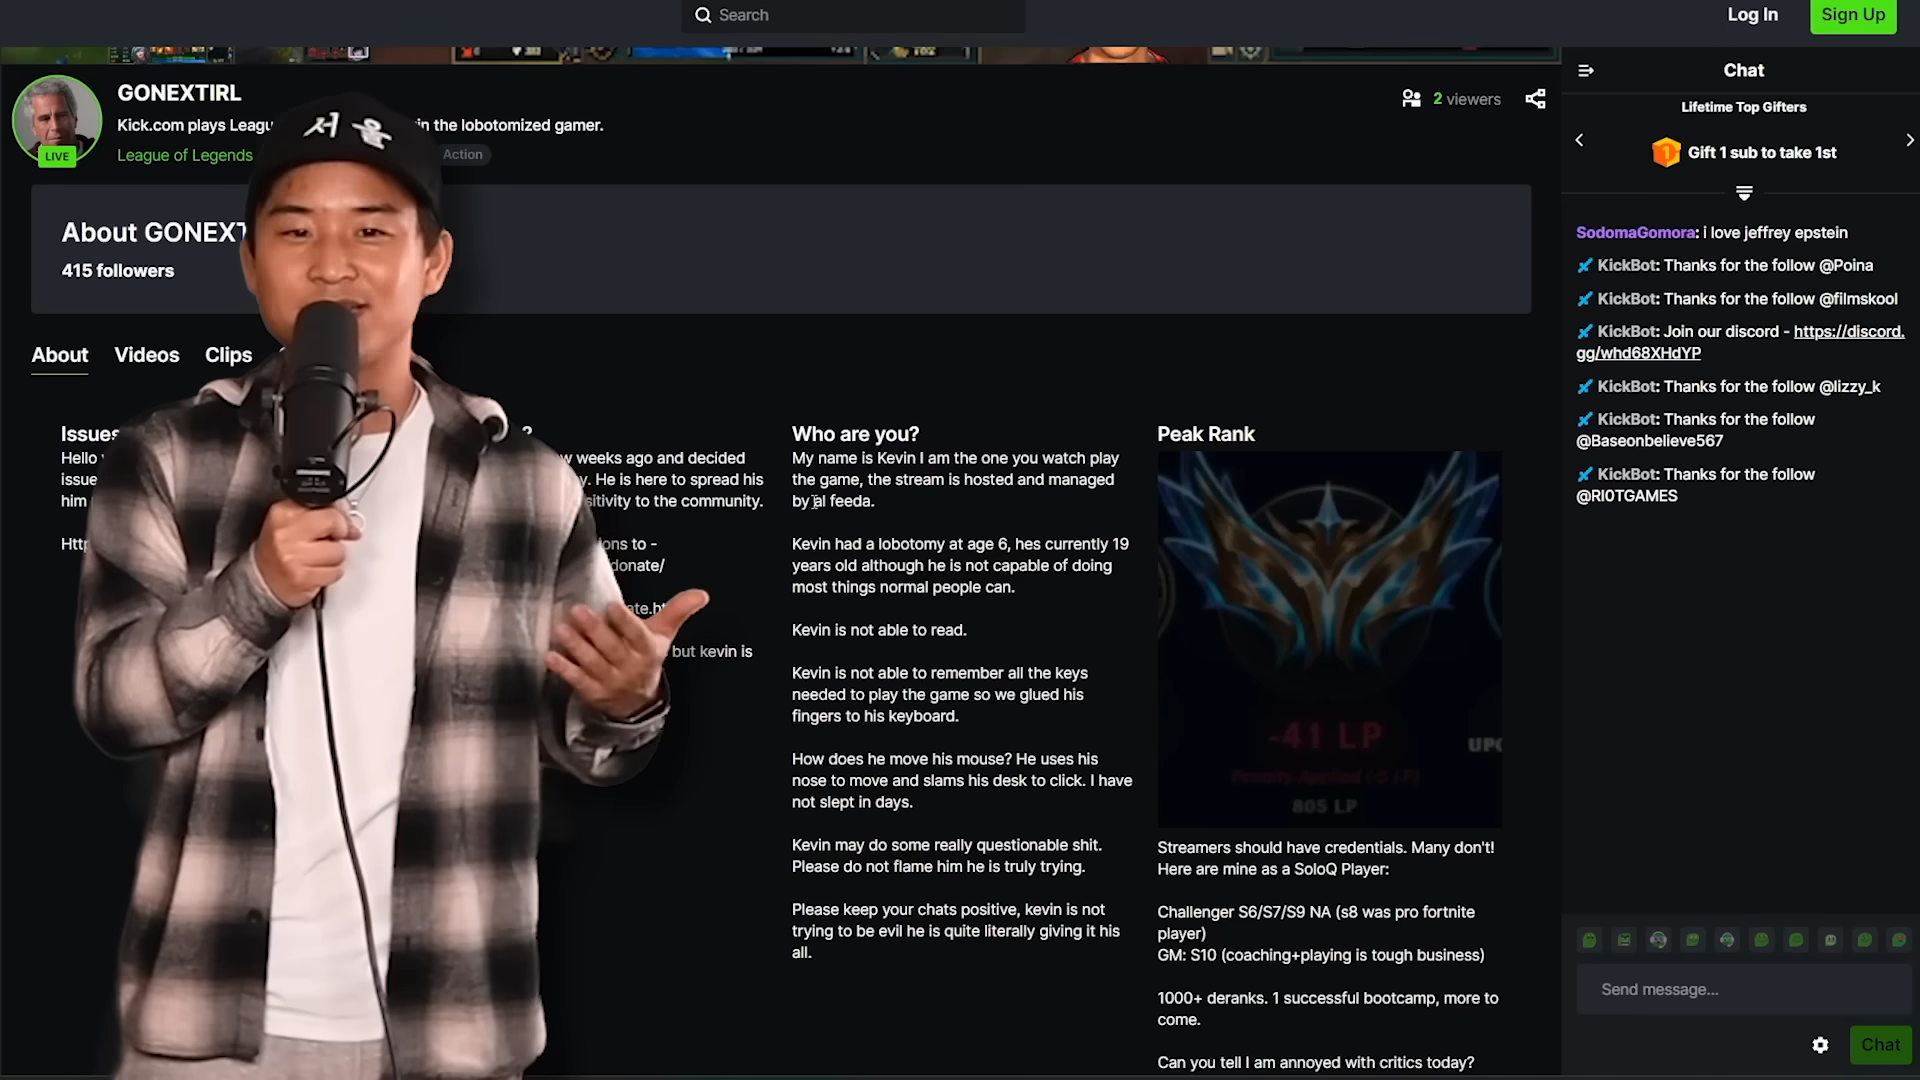 Search
Log In
Sign Up
GONEXTIRL
Kick.com plays Leagu
in the lobotomized gamer.
LIVE
League of Legends
Action
2 viewers
About GONEXT
415 followers
About
Videos
Clips
Issues
Hello
issue
him
Htt
?
w weeks ago and decided
y. He is here to spread his
sitivity to the community.
ons to -
donate/
ate.ht
but kevin is
Who are you?
My name is Kevin I am the one you watch play
the game, the stream is hosted and managed
by al feeda.
Kevin had a lobotomy at age 6, hes currently 19
years old although he is not capable of doing
most things normal people can.
Kevin is not able to read.
Kevin is not able to remember all the keys
needed to play the game so we glued his
fingers to his keyboard.
How does he move his mouse? He uses his
nose to move and slams his desk to click. I have
not slept in days.
Kevin may do some really questionable shit.
Please do not flame him he is truly trying.
Please keep your chats positive, kevin is not
trying to be evil he is quite literally giving it his
all.
Peak Rank
-41 LP
Penalty Applied (-5 LP)
805 LP
UPC
Streamers should have credentials. Many don't!
Here are mine as a SoloQ Player:
Challenger S6/S7/S9 NA (s8 was pro fortnite
player)
GM: S10 (coaching+playing is tough business)
1000+ deranks. 1 successful bootcamp, more to
come.
Can you tell I am annoyed with critics today?
Chat
Lifetime Top Gifters
1
Gift 1 sub to take 1st
SodomaGomora: i love jeffrey epstein
KickBot: Thanks for the follow @Poina
KickBot: Thanks for the follow @filmskool
KickBot: Join our discord - https://discord.
gg/whd68XHdYP
KickBot: Thanks for the follow @lizzy_k
KickBot: Thanks for the follow
@Baseonbelieve567
KickBot: Thanks for the follow
@RI0TGAMES
Send message...
Chat
서울